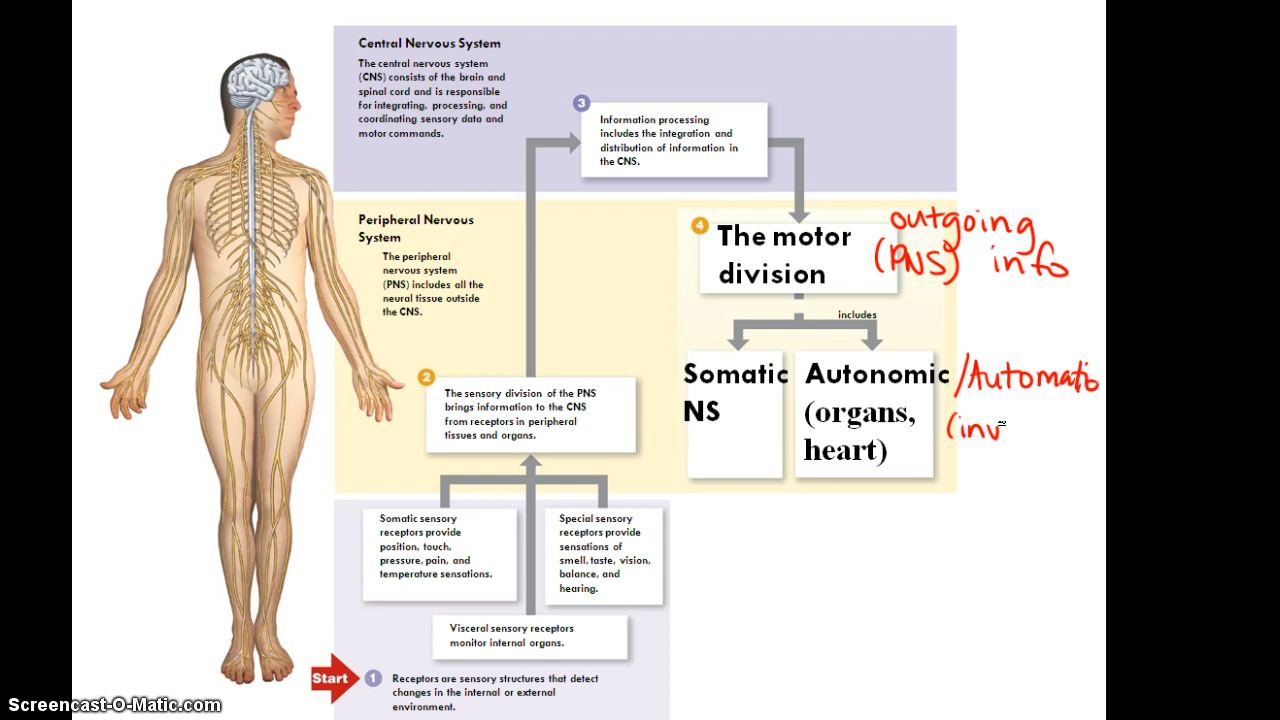 Central Nervous System
The central nervous system
(CNS) consists of the brain and
spinal cord and is responsible
for integrating, processing, and
coordinating sensory data and
motor commands.
3
Information processing
includes the integration and
distribution of information in
the CNS.
Peripheral Nervous
System
The peripheral
nervous system
(PNS) includes all the
neural tissue outside
the CNS.
4
The motor
division
outgoing
(PNS) info
includes
Somatic
NS
Autonomic
(organs,
heart)
/Automatic
(inv
2
The sensory division of the PNS
brings information to the CNS
from receptors in peripheral
tissues and organs.
Somatic sensory
receptors provide
position, touch,
pressure, pain, and
temperature sensations.
Special sensory
receptors provide
sensations of
smell, taste, vision,
balance, and
hearing.
Visceral sensory receptors
monitor internal organs.
Start
1
Receptors are sensory structures that detect
changes in the internal or external
environment.
Screencast-O-Matic.com